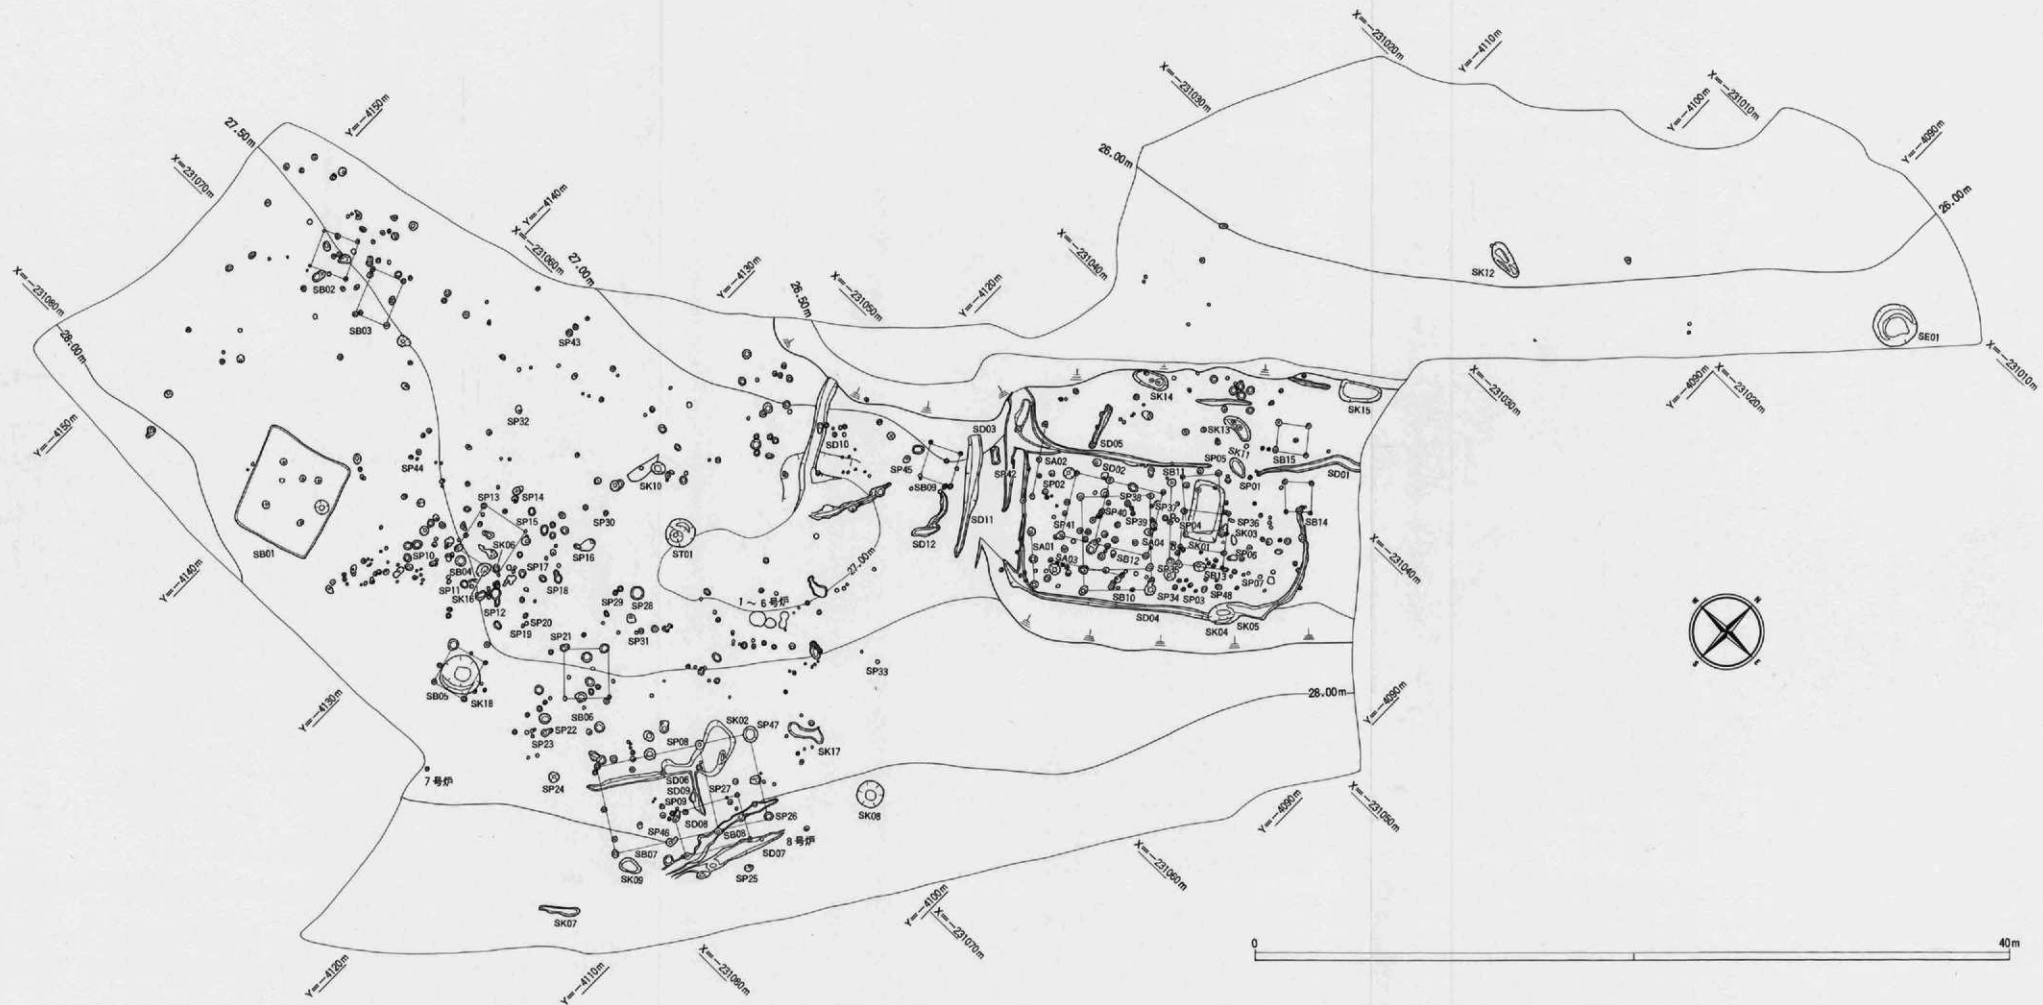 X=-231020m
Y=-4110m
X=-231030m
Y=-4100m
X=-231010m
Y=-4150m
27.50m
Y=-4090m
26.00m
X=-231070m
Y=-4140m
X=-231060m
26.00m
X=-231040m
27.00m
Y=-4130m
X=-231050m
Y=-4120m
26.50m
SK12
X=-231080m
SB02
SB03
28.00m
SP43
SE01
X=-231010m
X=-231030m
Y=-4090m
X=-231020m
SK14
SK15
SP32
Y=-4150m
SD03
SD10
SD05
SK13
SP44
SP45
SP42
SA02
SD02
SB11
SP05
SK11
SB15
SK10
SB09
SP02
SP01
SD01
SP13
SP14
SP38
SP15
SP30
SP41
SP40
SP39
SP37
SP04
SP36
SB14
SD11
SD12
SB01
SP10
SK06
SP16
ST01
SA01
SA04
SK01
SK03
SB04
SP17
27.00m
SA03
SB12
SP06
X=-231040m
Y=-4140m
SP11
SK16
SP12
SP18
SP29
SP28
1～6号炉
SP35
SB13
SP07
SB10
SP34
SP03
SP48
SP20
SP19
SP21
SP31
SD04
SK04
SK05
SP33
SB05
SK18
28.00m
Y=-4090m
Y=-4130m
SB06
SK02
SP47
SP22
SP23
SP08
SK17
7号炉
SP24
SD06
SD09
SP09
SP27
SK08
SP26
SD08
SP46
SB08
8号炉
SB07
SD07
SK09
SP25
Y=-4090m
X=-231050m
X=-231060m
SK07
Y=-4100m
X=-231070m
Y=-4120m
Y=-4110m
X=-231080m
N
N
S
E
0
40m